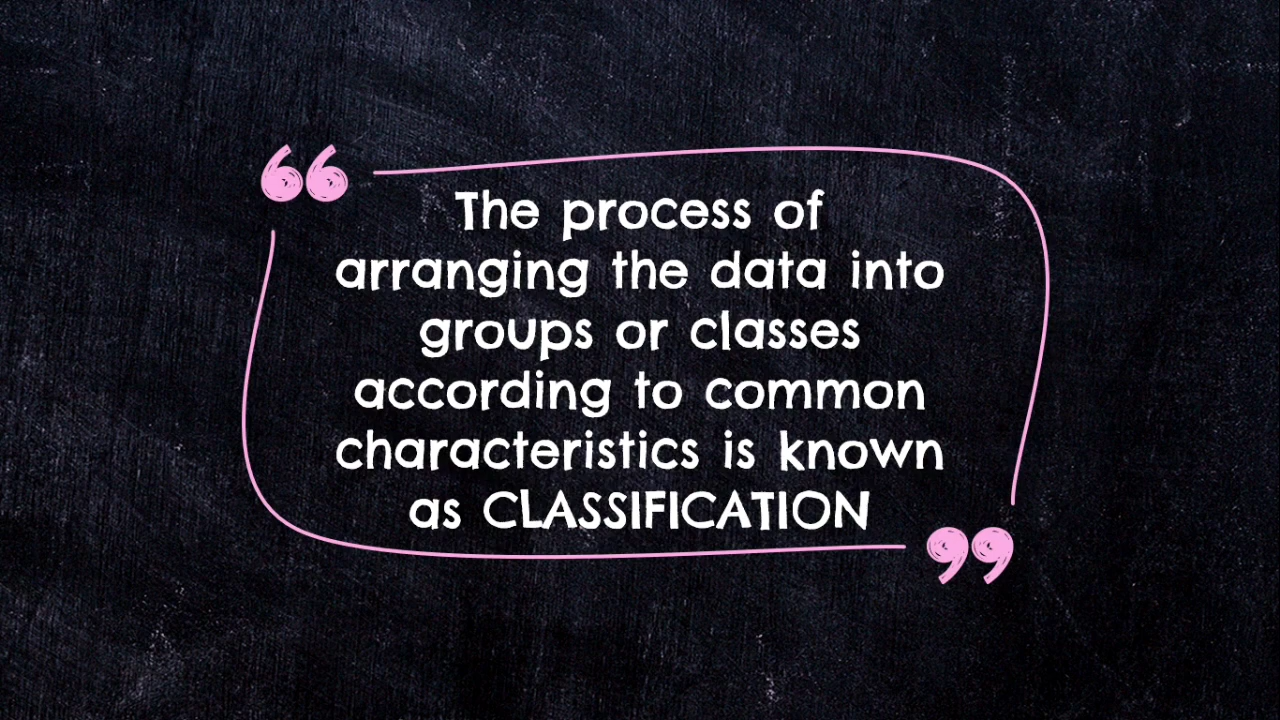 The process of
arranging the data into
groups or classes
according to common
characteristics is known
as CLASSIFICATION